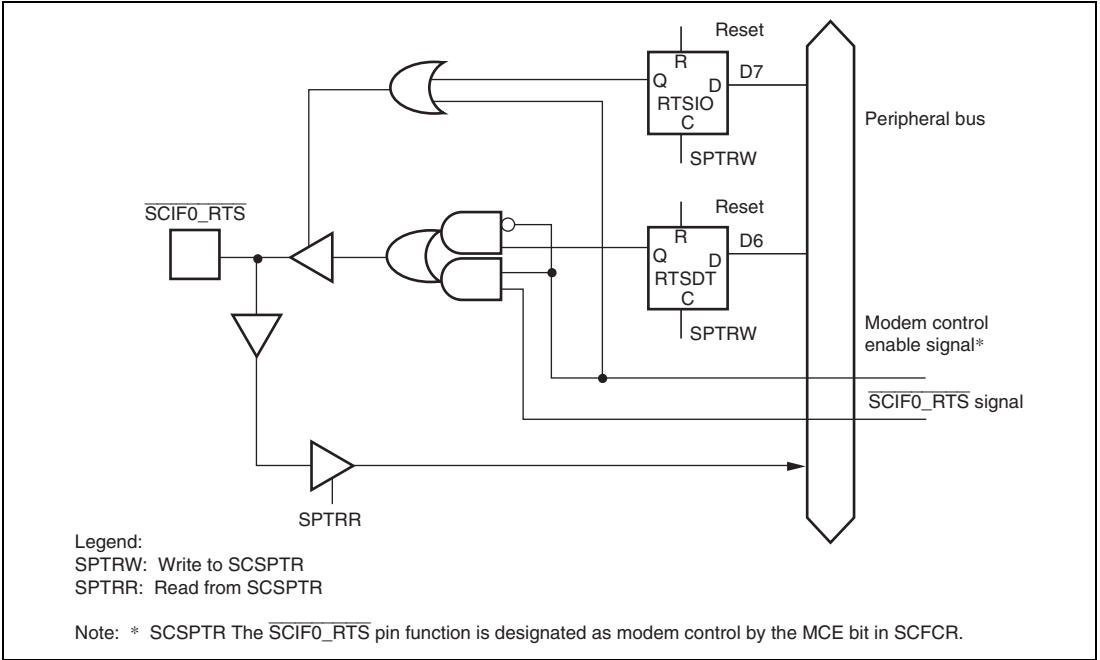 Reset
R
D7
Q
D
RTSIO
C
Peripheral bus
SPTRW
SCIF0_RTS
Reset
R
D6
Q
D
RTSDT
C
SPTRW
Modem control
enable signal*
SCIF0_RTS signal
SPTRR
Legend:
SPTRW: Write to SCSPTR
SPTRR: Read from SCSPTR
Note: * SCSPTR The SCIF0_RTS pin function is designated as modem control by the MCE bit in SCFCR.